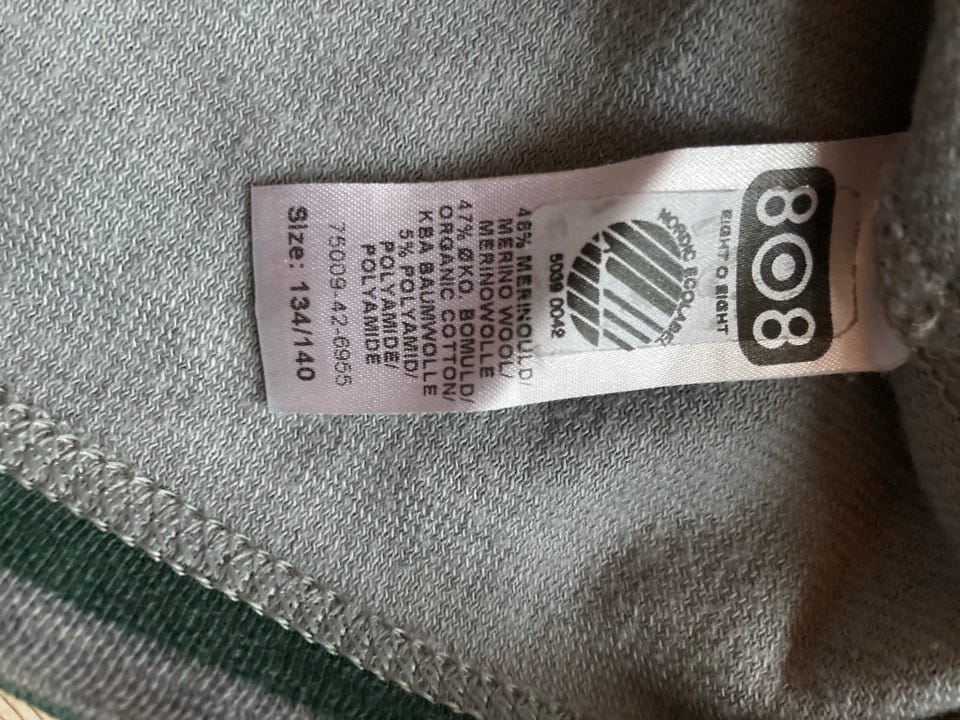 808
EIGHT O EIGHT
NORDIC ECOLABEL
5039 0042
48% MERINOULD/
MERINO WOOL/
MERINOWOLLE
47% ØKO. BOMULD/
ORGANIC COTTON/
KBA BAUMWOLLE
5% POLYAMID/
POLYAMIDE/
POLYAMIDE
75009-42-6955
Size: 134/140